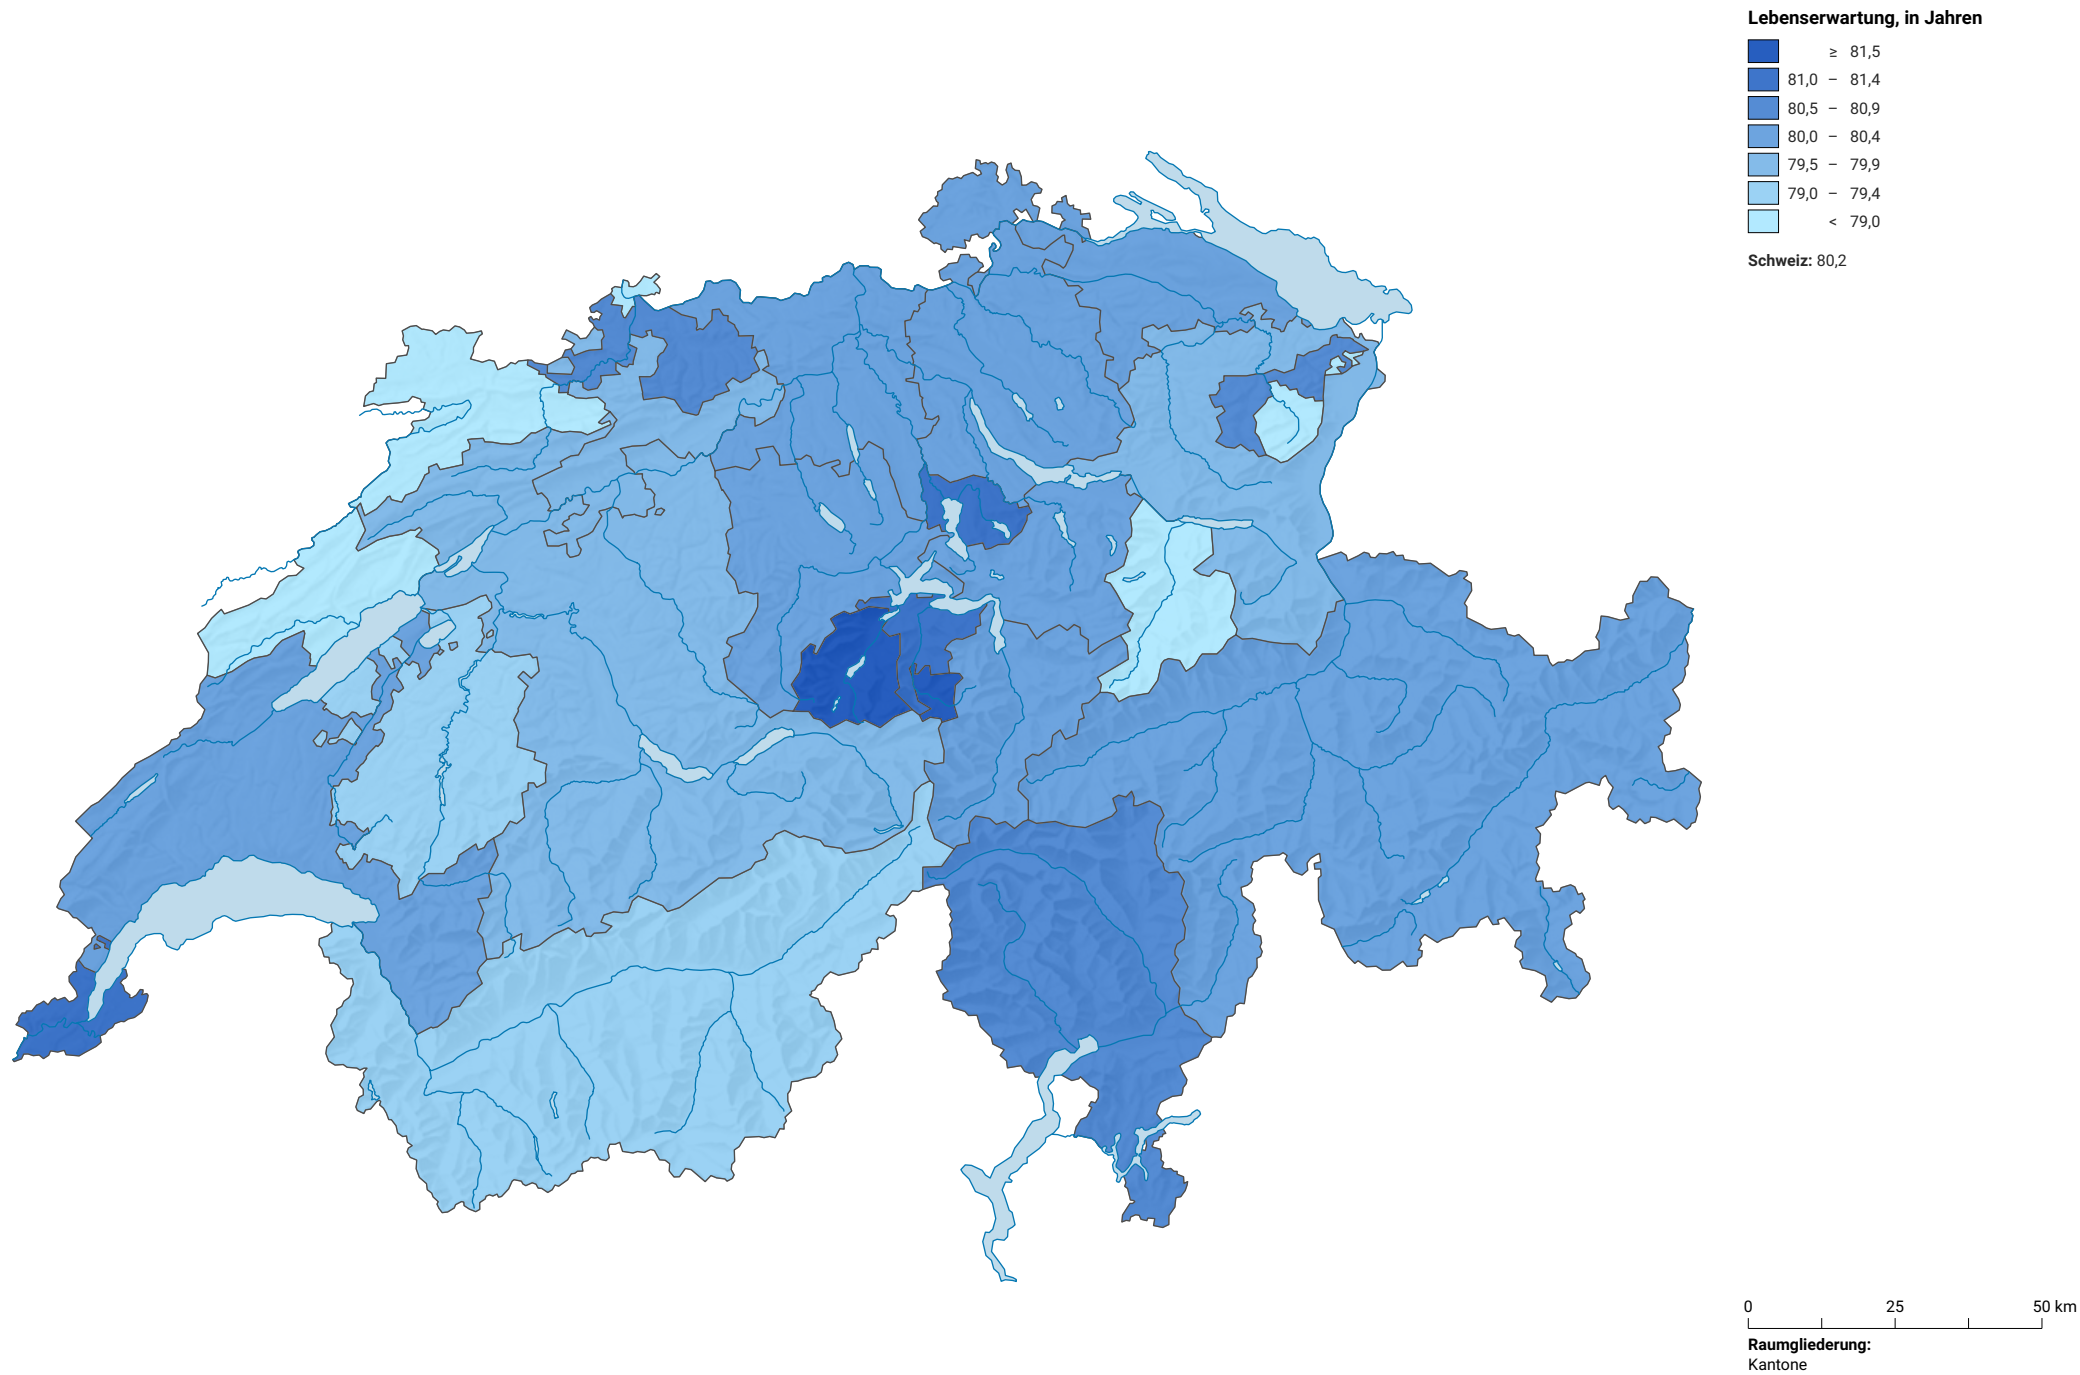 Lebenserwartung, in Jahren
≥ 81,5
81,0 – 81,4
80,5 – 80,9
80,0 – 80,4
79,5 – 79,9
79,0 – 79,4
< 79,0
Schweiz: 80,2
0 25 50 km
Raumgliederung:
Kantone